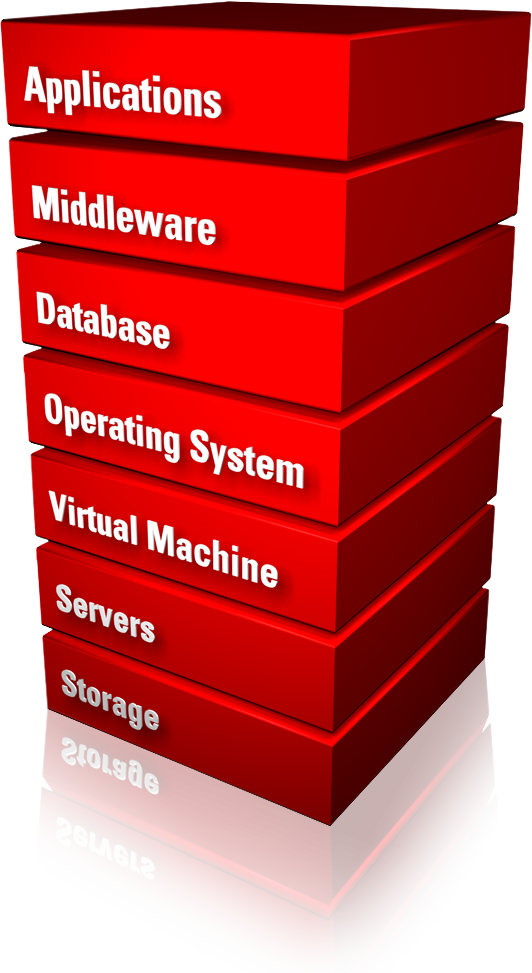 Applications
Middleware
Database
Operating System
Virtual Machine
Servers
Storage